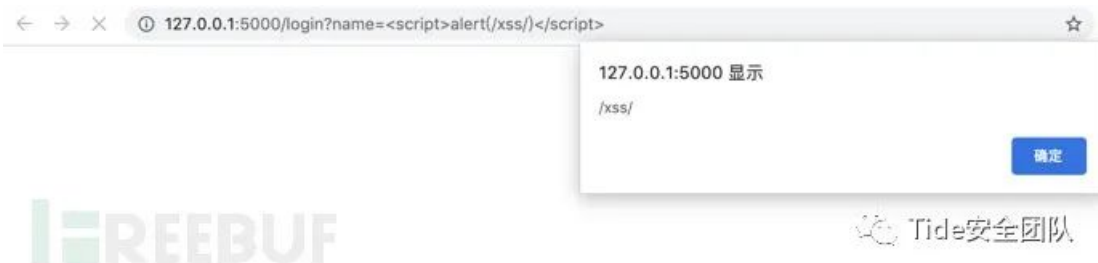 127.0.0.1:5000/login?name=<script>alert(/xss/)</script>
127.0.0.1:5000 显示
/xss/
确定
FREEBUF
Tide安全团队